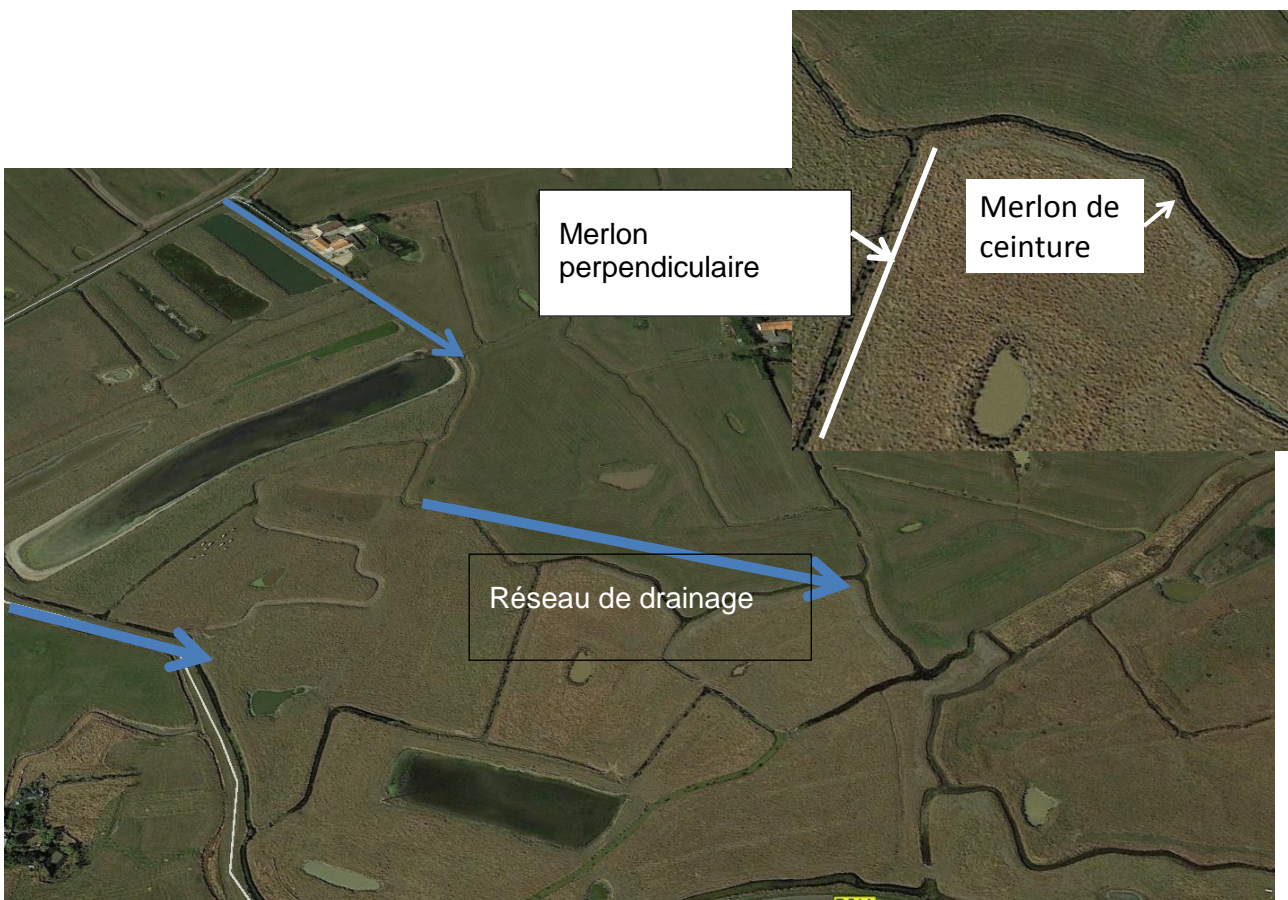 Merlon
perpendiculaire
Merlon de
ceinture
Réseau de drainage